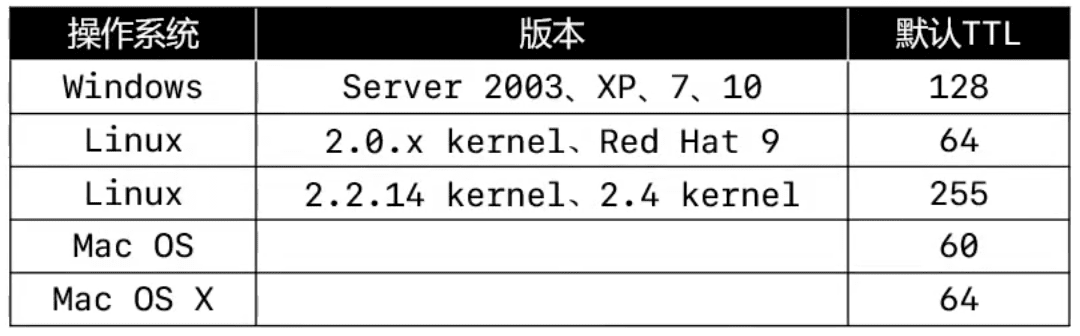 操作系统 版本 默认TTL
Windows Server 2003、XP、7、10 128
Linux 2.0.x kernel、Red Hat 9 64
Linux 2.2.14 kernel、2.4 kernel 255
Mac OS 60
Mac OS X 64